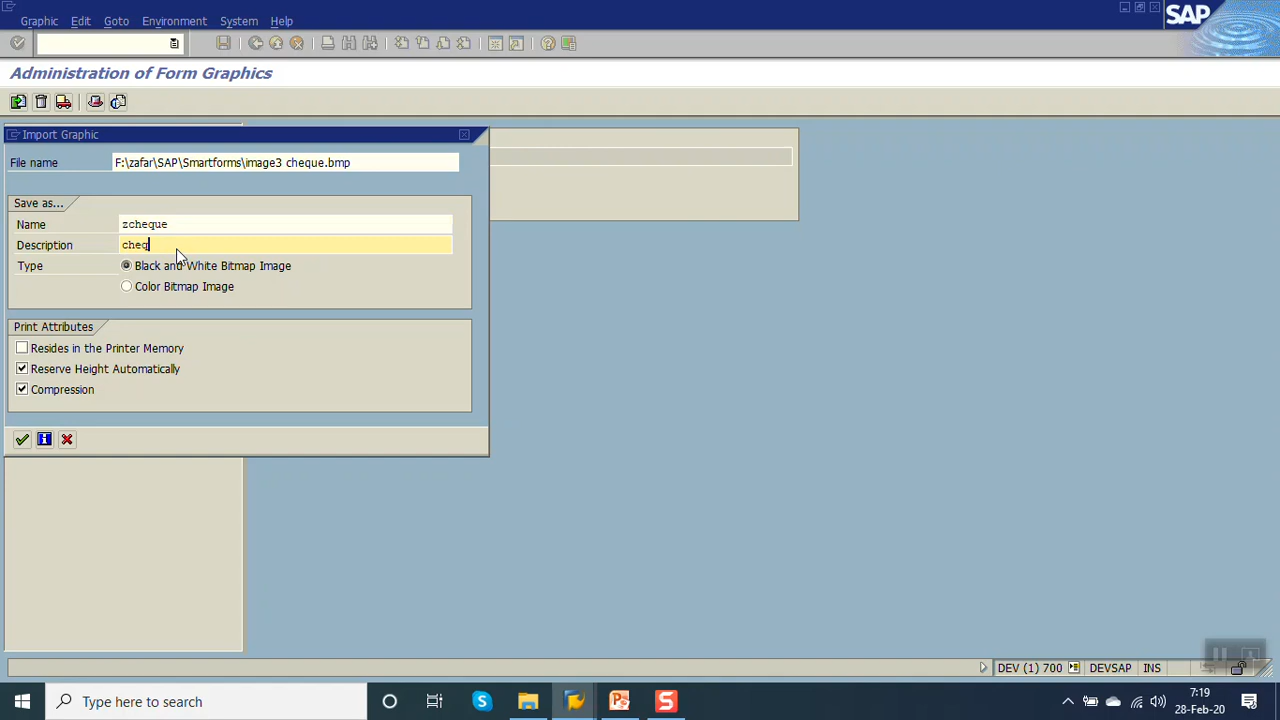 Graphic Edit Goto Environment System Help
SAP
Administration of Form Graphics
Import Graphic
File name F:\zafar\SAP\Smartforms\image3 cheque.bmp
Save as...
Name zcheque
Description cheq
Type Black and White Bitmap Image
Color Bitmap Image
Print Attributes
Resides in the Printer Memory
Reserve Height Automatically
Compression
DEV (1) 700 DEVSAP INS
Type here to search
7:19
28-Feb-20